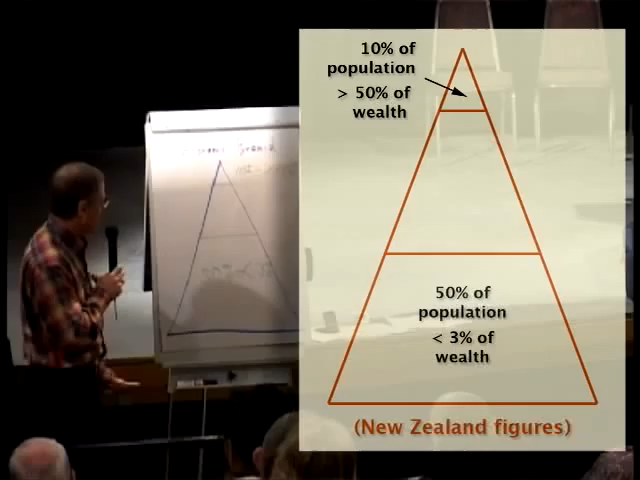 10% of
population
> 50% of
wealth
50% of
population
< 3% of
wealth
(New Zealand figures)